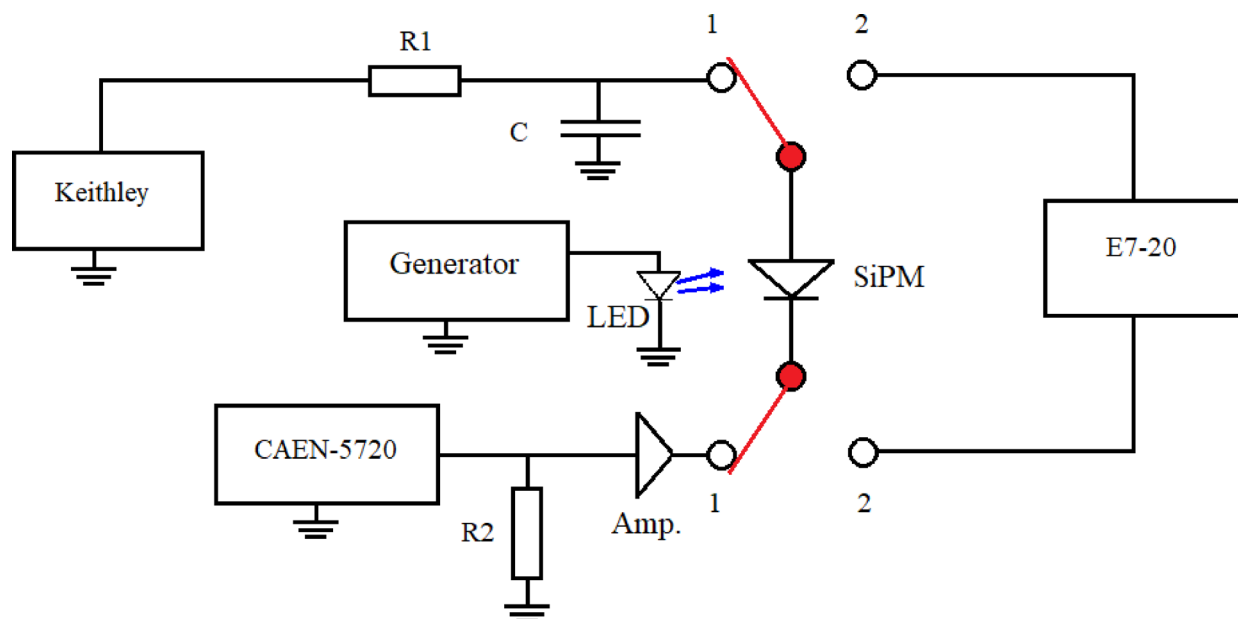 1
2
R1
C
Keithley
Generator
LED
SiPM
E7-20
CAEN-5720
R2
Amp.
1
2